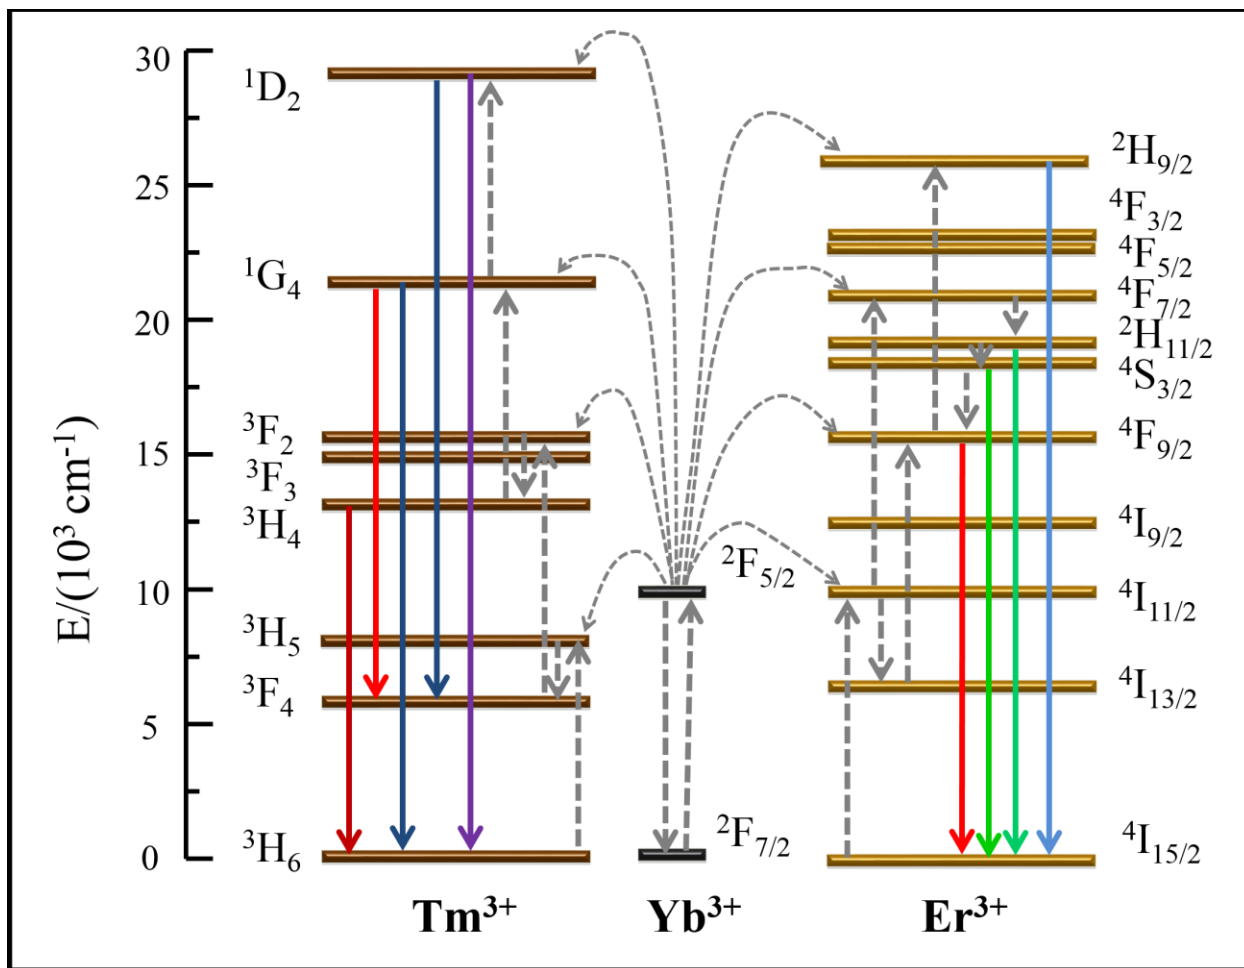 E/(10³ cm⁻¹)
30
25
20
15
10
5
0
¹D₂
¹G₄
³F₂
³F₃
³H₄
³H₅
³F₄
³H₆
²F₅/₂
²F₇/₂
²H₉/₂
⁴F₃/₂
⁴F₅/₂
⁴F₇/₂
²H₁₁/₂
⁴S₃/₂
⁴F₉/₂
⁴I₉/₂
⁴I₁₁/₂
⁴I₁₃/₂
⁴I₁₅/₂
Tm³⁺ Yb³⁺ Er³⁺